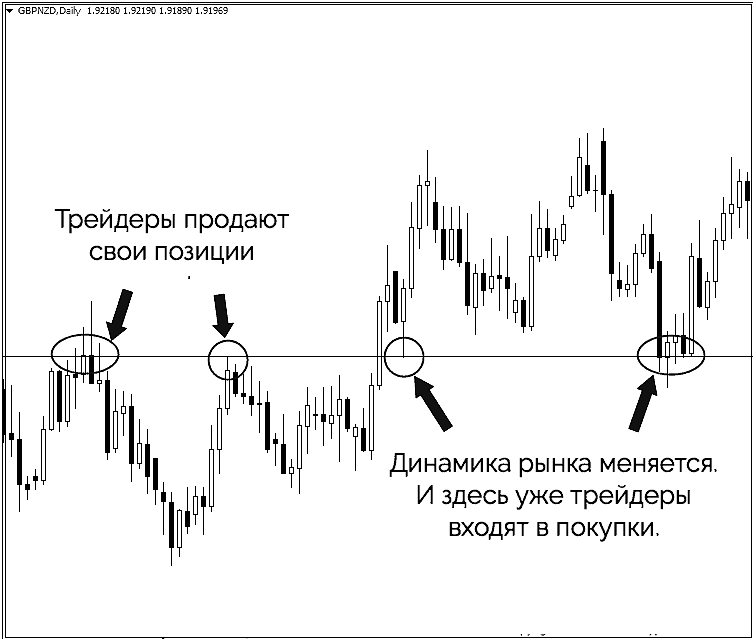 GBPNZD,Daily 1.92180 1.92190 1.91890 1.91969
Трейдеры продают
свои позиции
Динамика рынка меняется.
И здесь уже трейдеры
входят в покупки.